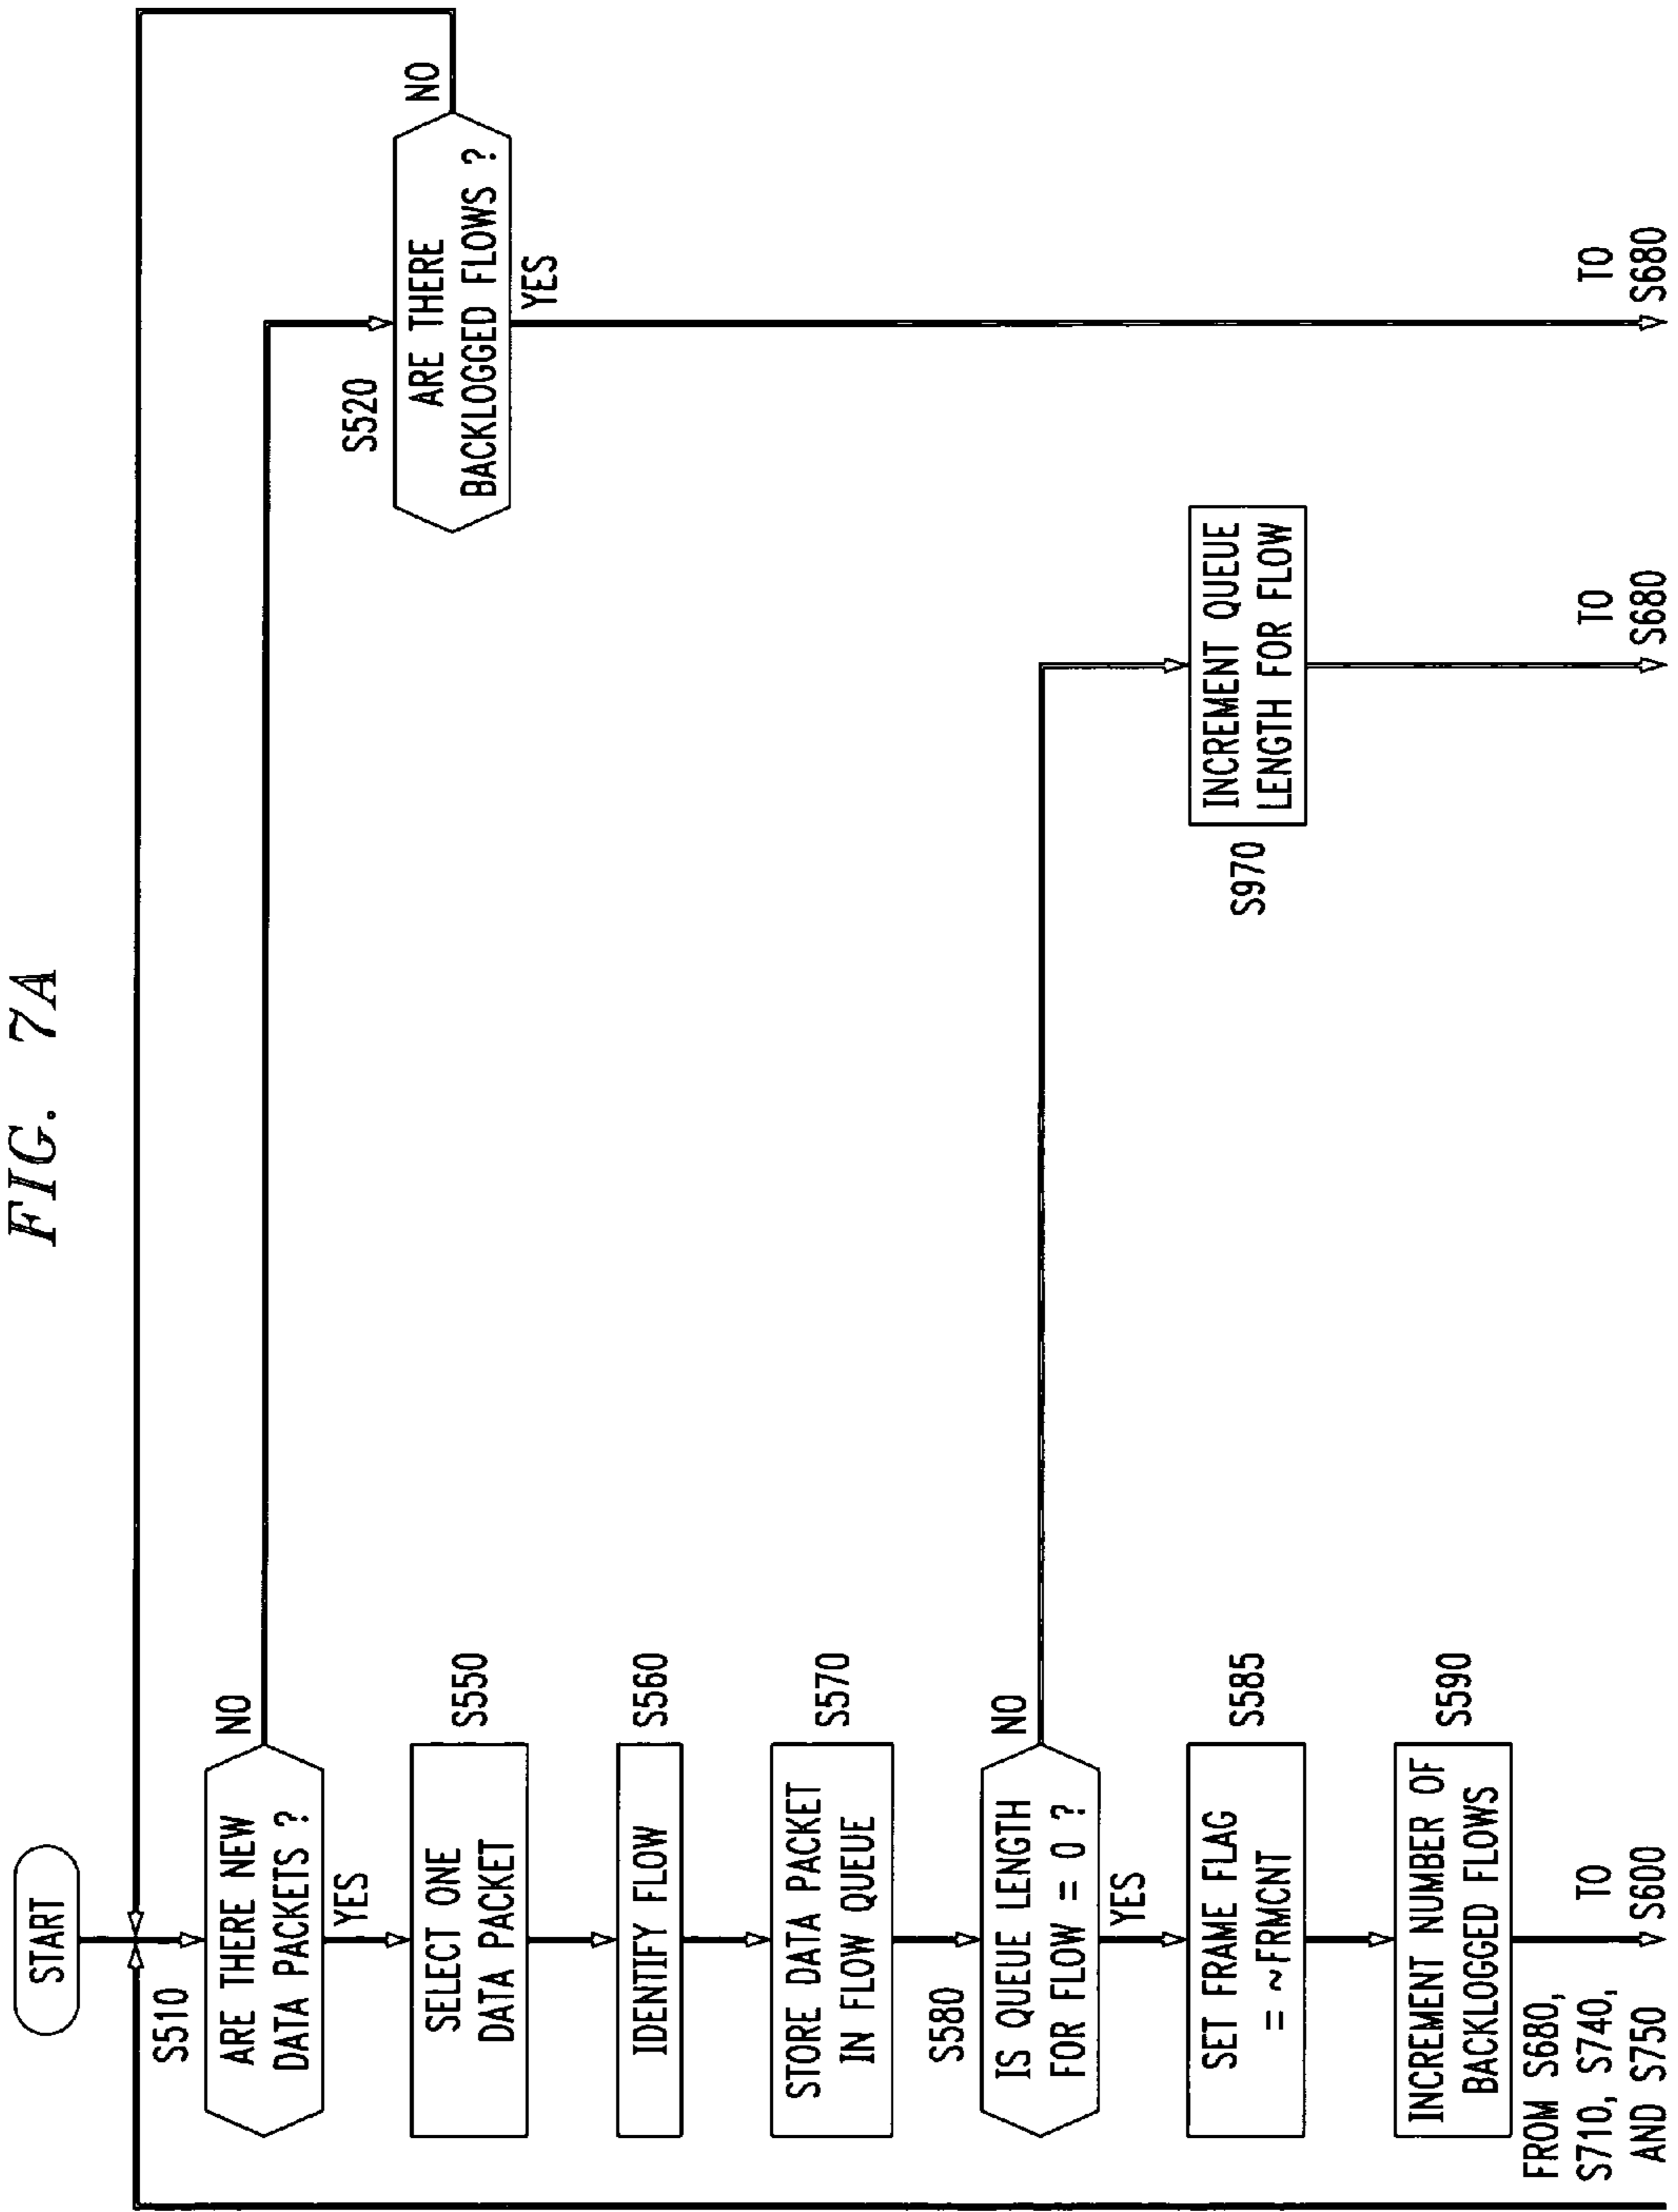 FIG. 7A
START
S510
ARE THERE NEW
DATA PACKETS ?
NO
YES
S520
ARE THERE
BACKLOGGED FLOWS ?
NO
YES
SELECT ONE
DATA PACKET
S550
IDENTIFY FLOW
S560
STORE DATA PACKET
IN FLOW QUEUE
S570
S580
IS QUEUE LENGTH
FOR FLOW = 0 ?
NO
YES
S970
INCREMENT QUEUE
LENGTH FOR FLOW
SET FRAME FLAG
= ~FRMCNT
S585
INCREMENT NUMBER OF
BACKLOGGED FLOWS
S590
FROM S680,
S710, S740,
AND S750
TO
S600
TO
S680
TO
S680